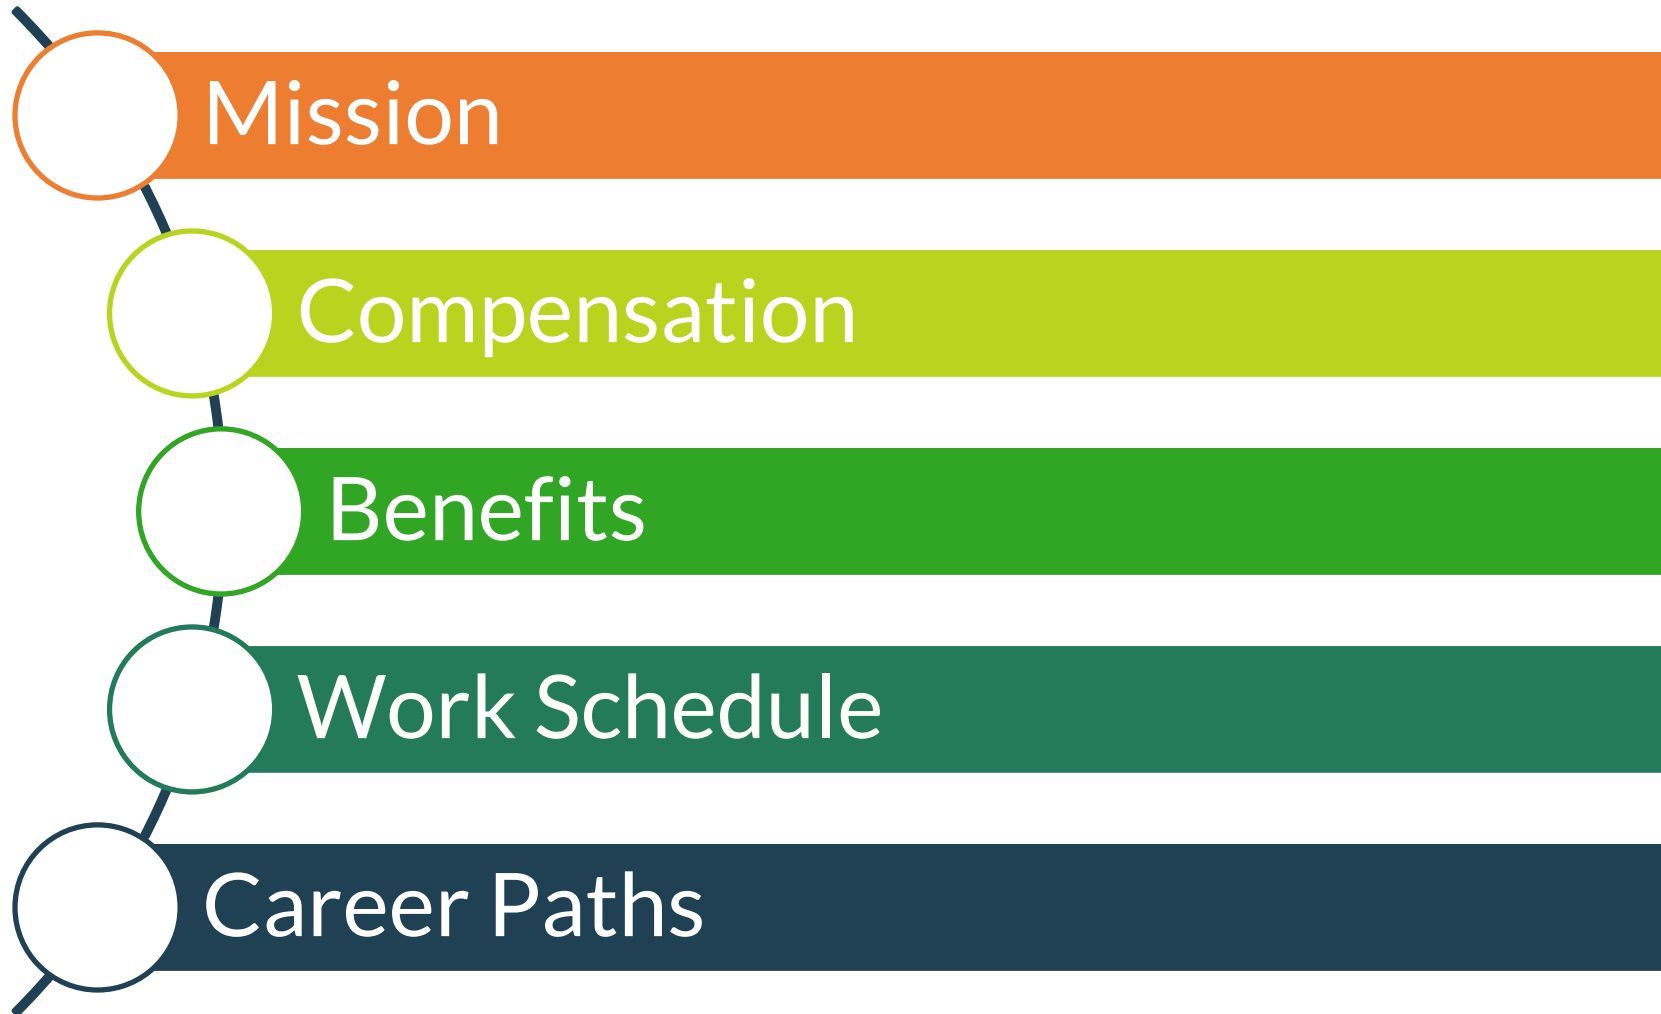 Mission
Compensation
Benefits
Work Schedule
Career Paths